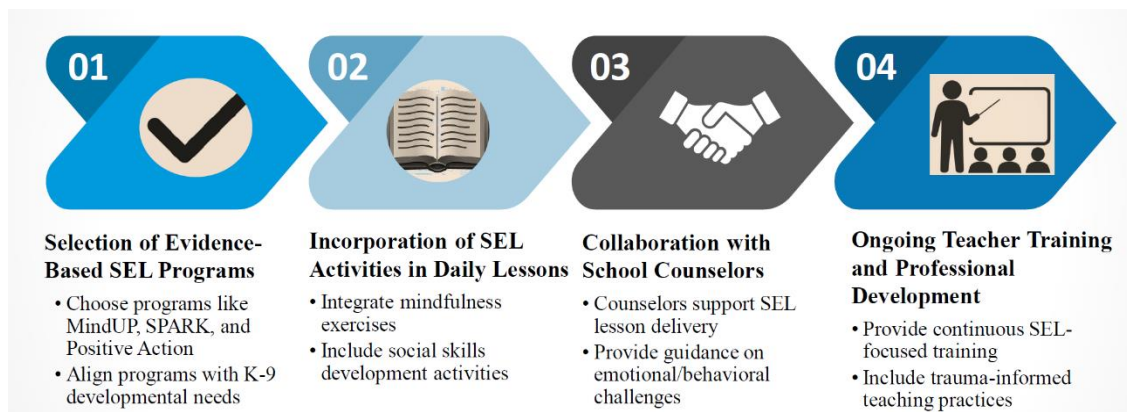 01
02
03
04
Selection of Evidence-
Based SEL Programs
• Choose programs like
MindUP, SPARK, and
Positive Action
• Align programs with K-9
developmental needs
Incorporation of SEL
Activities in Daily Lessons
• Integrate mindfulness
exercises
• Include social skills
development activities
Collaboration with
School Counselors
• Counselors support SEL
lesson delivery
• Provide guidance on
emotional/behavioral
challenges
Ongoing Teacher Training
and Professional
Development
• Provide continuous SEL-
focused training
• Include trauma-informed
teaching practices